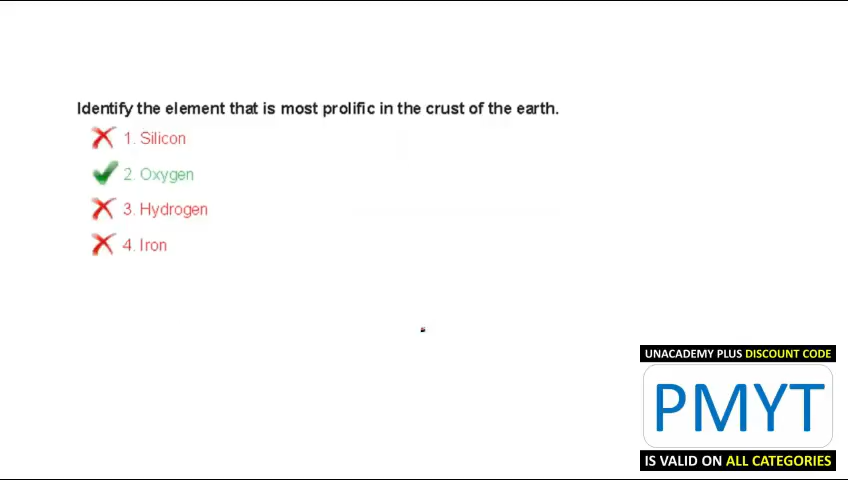 Identify the element that is most prolific in the crust of the earth.
1. Silicon
2. Oxygen
3. Hydrogen
4. Iron
UNACADEMY PLUS DISCOUNT CODE
PMYT
IS VALID ON ALL CATEGORIES